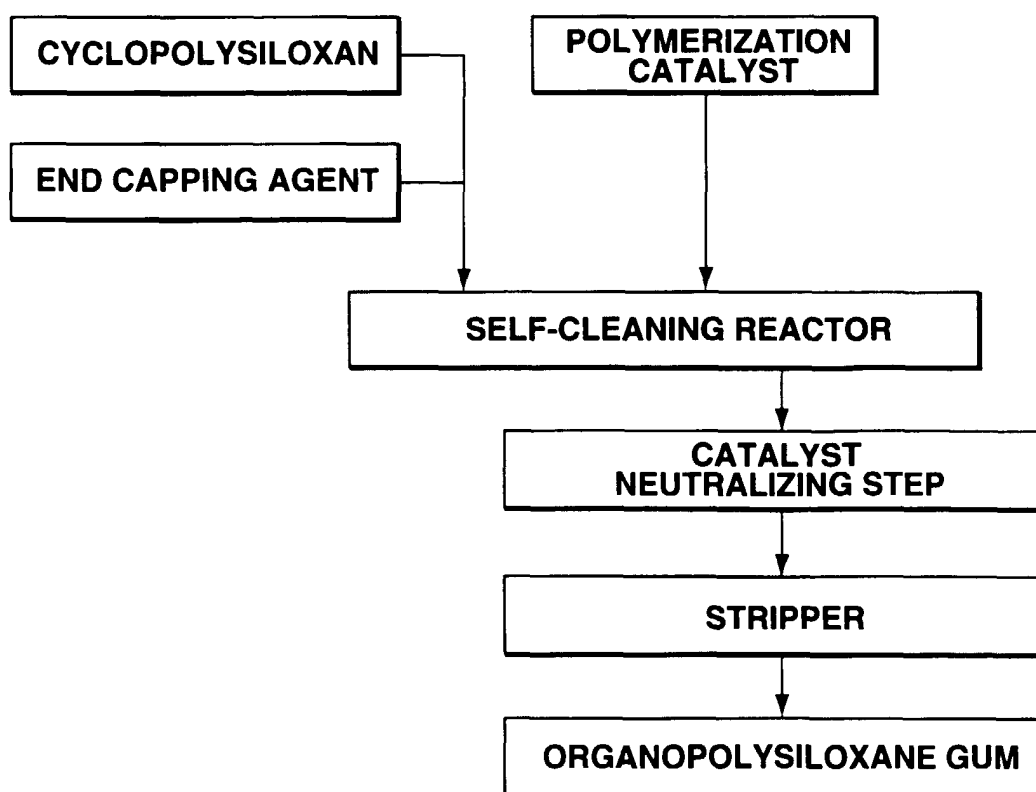 CYCLOPOLYSILOXAN
POLYMERIZATION
CATALYST
END CAPPING AGENT
SELF-CLEANING REACTOR
CATALYST
NEUTRALIZING STEP
STRIPPER
ORGANOPOLYSILOXANE GUM